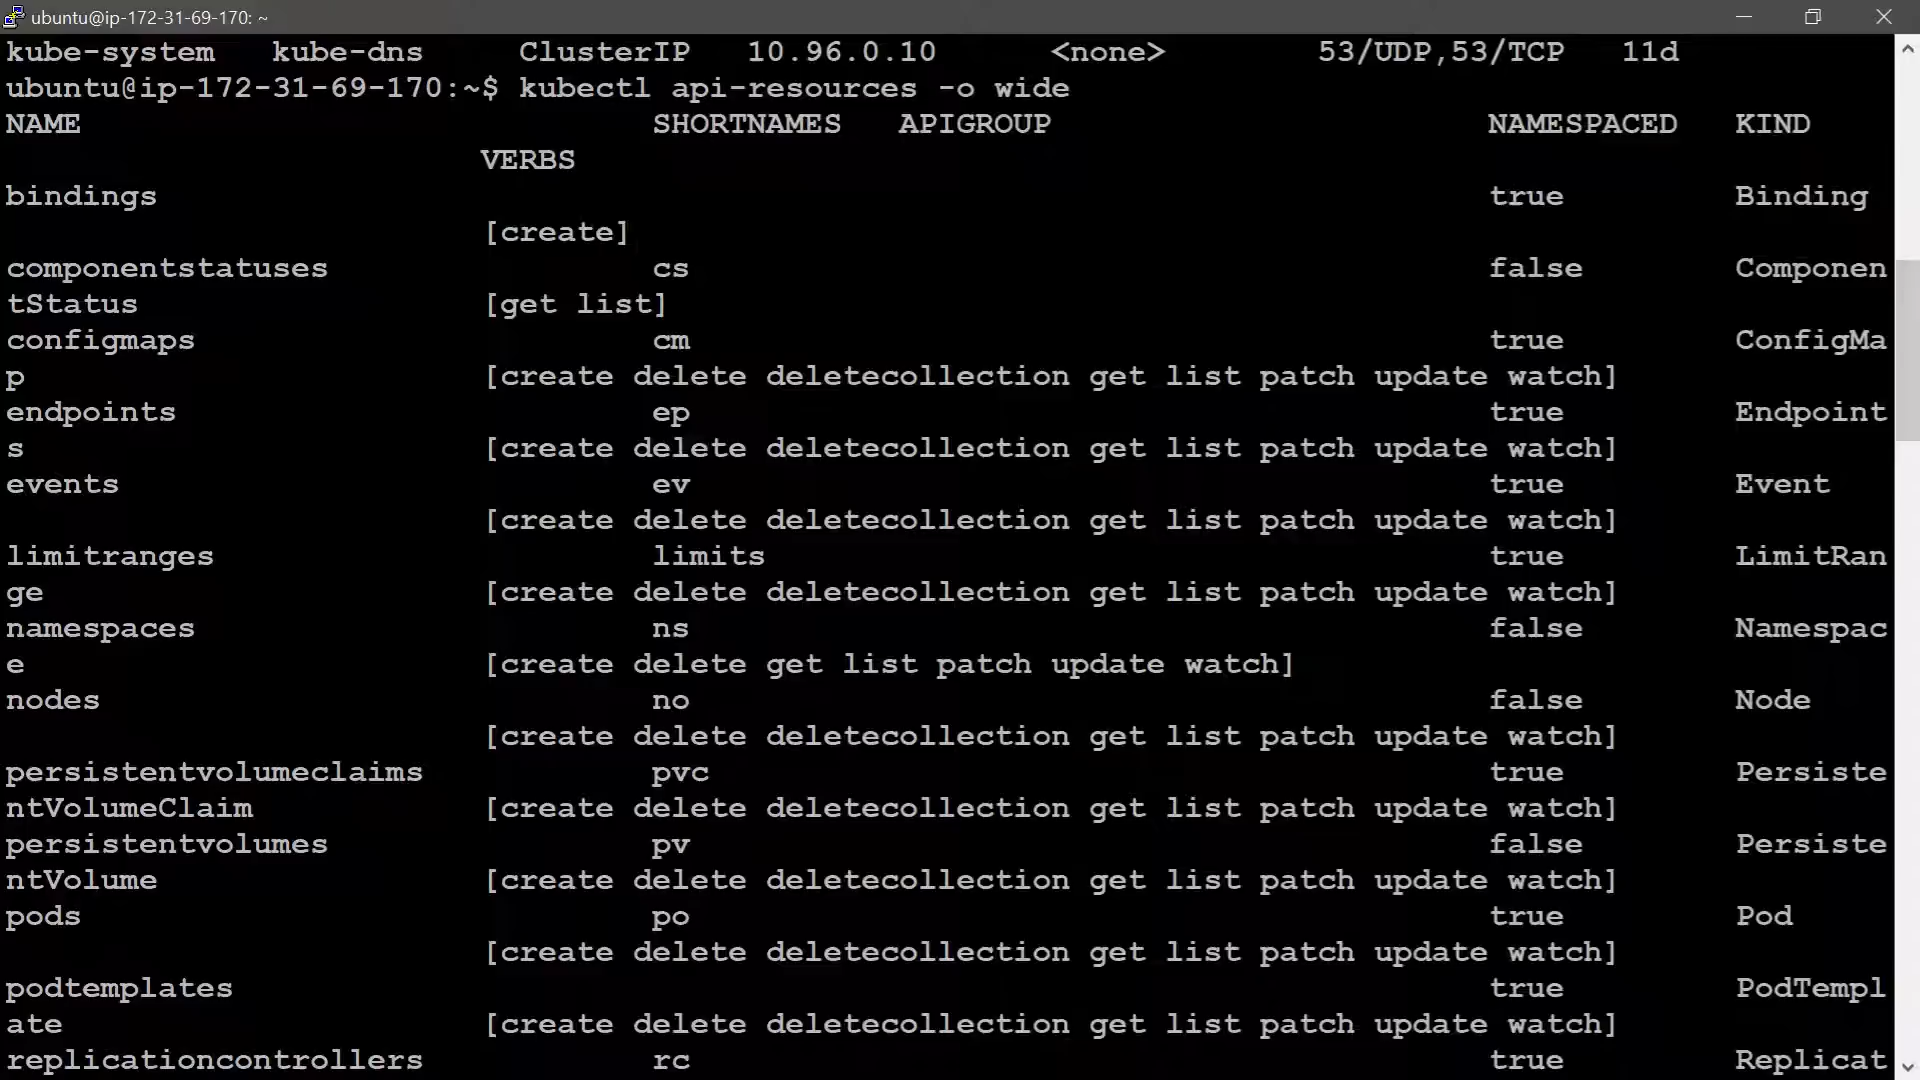 ubuntu@ip-172-31-69-170: ~
kube-system   kube-dns     ClusterIP   10.96.0.10      <none>        53/UDP,53/TCP   11d
ubuntu@ip-172-31-69-170:~$ kubectl api-resources -o wide
NAME                              SHORTNAMES   APIGROUP                       NAMESPACED   KIND
                         VERBS
bindings                                                                      true         Binding
                         [create]
componentstatuses                 cs                                          false        Componen
tStatus                  [get list]
configmaps                        cm                                          true         ConfigMa
p                        [create delete deletecollection get list patch update watch]
endpoints                         ep                                          true         Endpoint
s                        [create delete deletecollection get list patch update watch]
events                            ev                                          true         Event
                         [create delete deletecollection get list patch update watch]
limitranges                       limits                                      true         LimitRan
ge                       [create delete deletecollection get list patch update watch]
namespaces                        ns                                          false        Namespac
e                        [create delete get list patch update watch]
nodes                             no                                          false        Node
                         [create delete deletecollection get list patch update watch]
persistentvolumeclaims            pvc                                         true         Persiste
ntVolumeClaim            [create delete deletecollection get list patch update watch]
persistentvolumes                 pv                                          false        Persiste
ntVolume                 [create delete deletecollection get list patch update watch]
pods                              po                                          true         Pod
                         [create delete deletecollection get list patch update watch]
podtemplates                                                                  true         PodTempl
ate                      [create delete deletecollection get list patch update watch]
replicationcontrollers            rc                                          true         Replicat